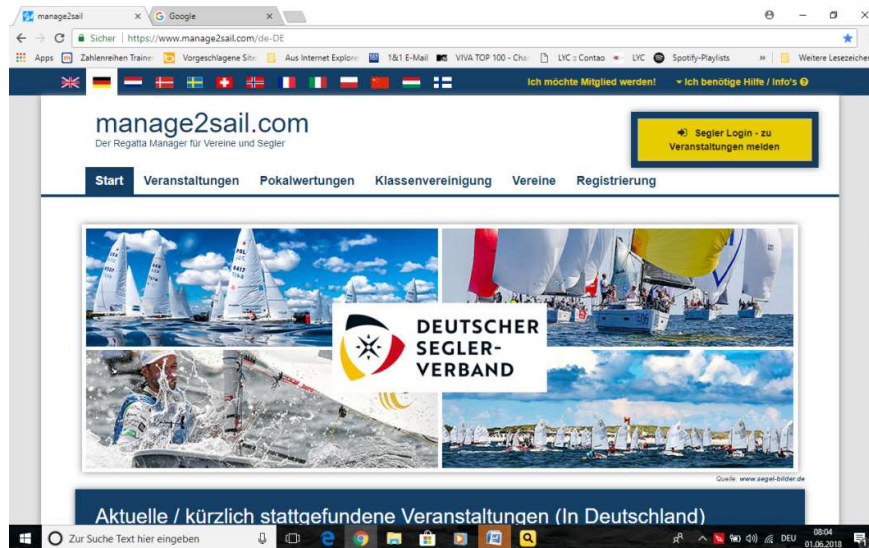 manage2sail
Google
Sicher | https://www.manage2sail.com/de-DE
Apps Zahlenreihen Trainer Vorgeschlagene Site Aus Internet Explore 1&1 E-Mail VIVA TOP 100 - Cha LYC :: Contao LYC Spotify-Playlists » Weitere Lesezeichen
Ich möchte Mitglied werden! Ich benötige Hilfe / Info's
manage2sail.com
Der Regatta Manager für Vereine und Segler
Segler Login - zu
Veranstaltungen melden
Start Veranstaltungen Pokalwertungen Klassenvereinigung Vereine Registrierung
DEUTSCHER
SEGLER-
VERBAND
Quelle: www.segel-bilder.de
Aktuelle / kürzlich stattgefundene Veranstaltungen (In Deutschland)
Zur Suche Text hier eingeben
DEU
08:04
01.06.2018